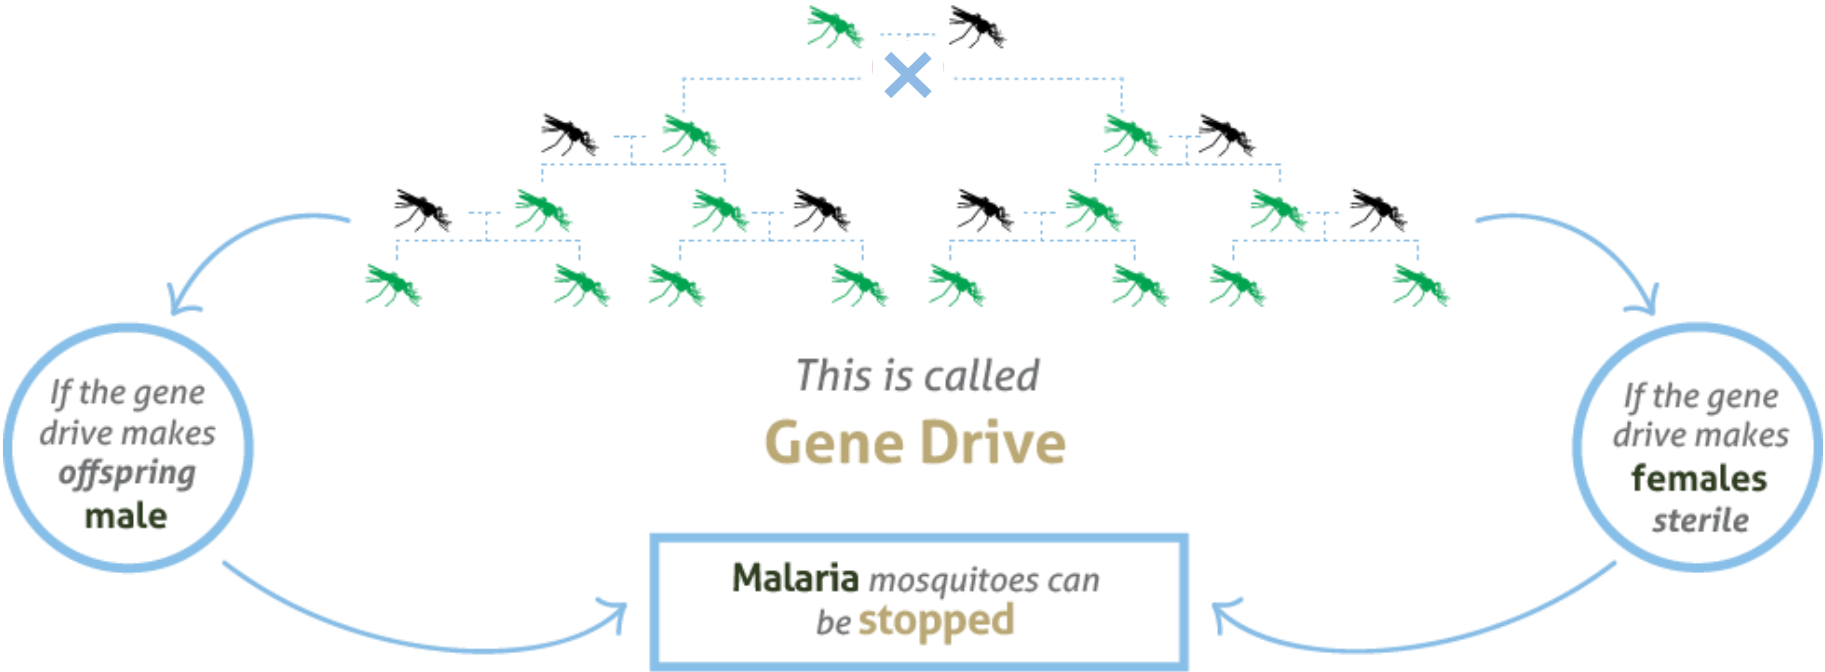 This is called
Gene Drive
If the gene
drive makes
offspring
male
If the gene
drive makes
females
sterile
Malaria mosquitoes can
be stopped